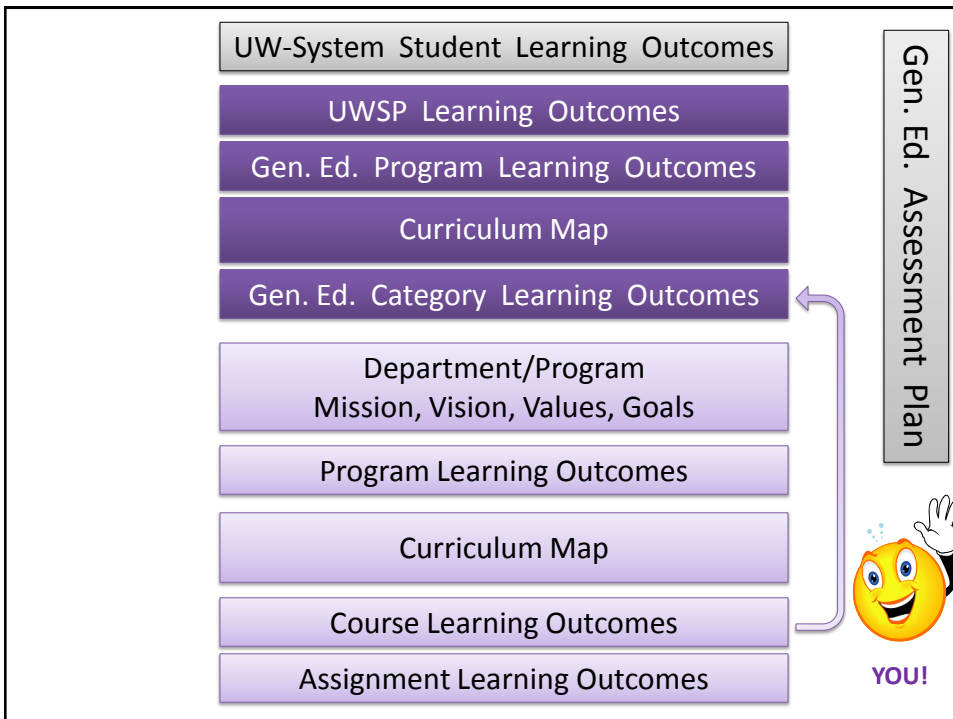 UW-System Student Learning Outcomes
UWSP Learning Outcomes
Gen. Ed. Program Learning Outcomes
Curriculum Map
Gen. Ed. Category Learning Outcomes
Department/Program
Mission, Vision, Values, Goals
Program Learning Outcomes
Curriculum Map
Course Learning Outcomes
Assignment Learning Outcomes
Gen. Ed. Assessment Plan
YOU!